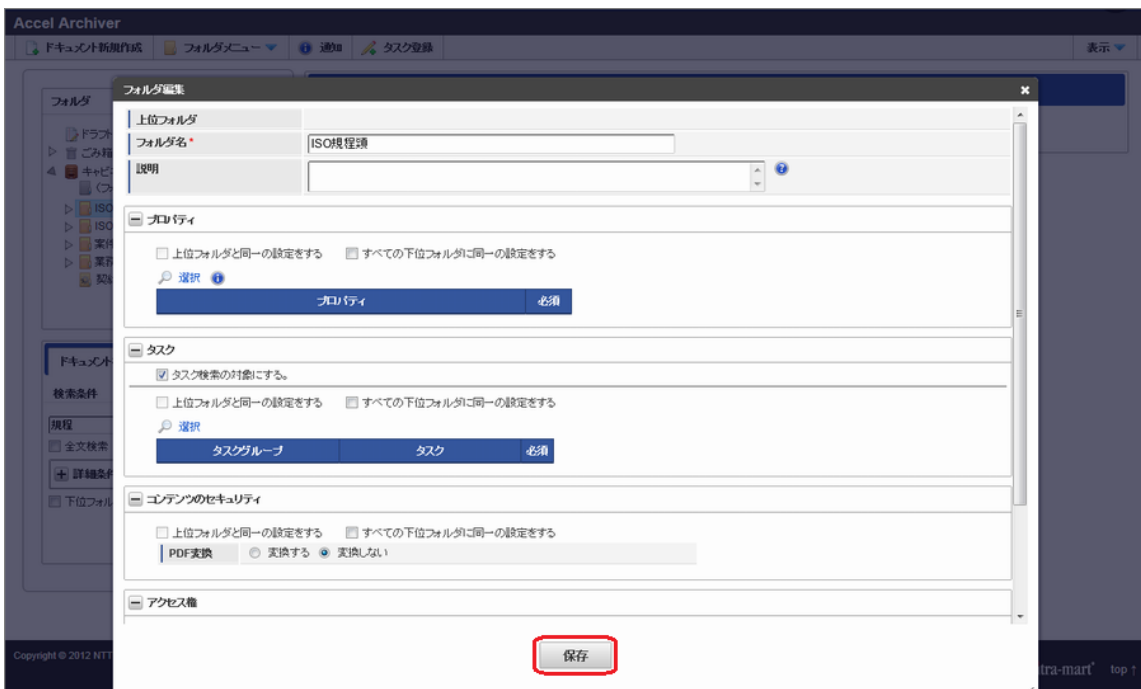 Accel Archiver
ドキュメント新規作成 フォルダメニュー 通知 タスク登録 表示
フォルダ
ドラフト
ごみ箱
キャビ
ISO
ISO
案件
業務
契約
ドキュメント
検索条件
規程
全文検索
詳細条件
下位フォル
フォルダ編集
上位フォルダ
フォルダ名*
ISO規程類
説明
プロパティ
上位フォルダと同一の設定をする すべての下位フォルダに同一の設定をする
選択
プロパティ 必須
タスク
タスク検索の対象にする。
上位フォルダと同一の設定をする すべての下位フォルダに同一の設定をする
選択
タスクグループ タスク 必須
コンテンツのセキュリティ
上位フォルダと同一の設定をする すべての下位フォルダに同一の設定をする
PDF変換 変換する 変換しない
アクセス権
保存
Copyright © 2012 NTT
tra-mart top ↑